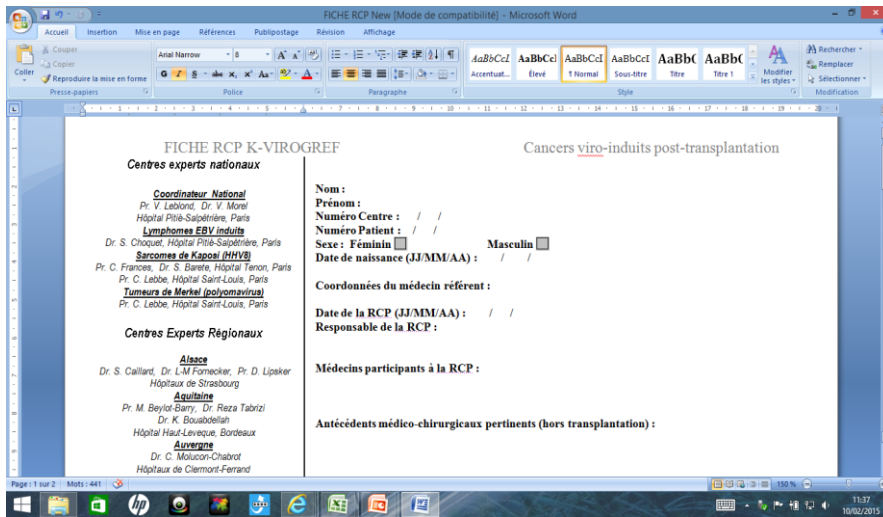 FICHE RCP New [Mode de compatibilité] - Microsoft Word
Accueil Insertion Mise en page Références Publipostage Révision Affichage
Coller
Couper
Copier
Reproduire la mise en forme
Presse-papiers
Arial Narrow 8
Police
Paragraphe
AaBbCcI Accentuat...
AaBbCcl Élevé
AaBbCcI ¶ Normal
AaBbCcI Sous-titre
AaBb( Titre
AaBb( Titre 1
Modifier les styles
Style
Rechercher
Remplacer
Sélectionner
Modification
FICHE RCP K-VIROGREF Cancers viro-induits post-transplantation
Centres experts nationaux
Coordinateur National
Pr. V. Leblond, Dr. V. Morel
Hôpital Pitié-Salpétrière, Paris
Lymphomes EBV induits
Dr. S. Choquet, Hôpital Pitié-Salpétrière, Paris
Sarcomes de Kaposi (HHV8)
Pr. C. Frances, Dr. S. Barete, Hôpital Tenon, Paris
Pr. C. Lebbe, Hôpital Saint-Louis, Paris
Tumeurs de Merkel (polyomavirus)
Pr. C. Lebbe, Hôpital Saint-Louis, Paris
Centres Experts Régionaux
Alsace
Dr. S. Caillard, Dr. L-M Fornecker, Pr. D. Lipsker
Hôpitaux de Strasbourg
Aquitaine
Pr. M. Beylot-Barry, Dr. Reza Tabrizi
Dr. K. Bouabdellah
Hôpital Haut-Leveque, Bordeaux
Auvergne
Dr. C. Molucon-Chabrot
Hôpitaux de Clermont-Ferrand
Nom :
Prénom :
Numéro Centre : / /
Numéro Patient : / /
Sexe : Féminin Masculin
Date de naissance (JJ/MM/AA) : / /
Coordonnées du médecin référent :
Date de la RCP (JJ/MM/AA) : / /
Responsable de la RCP :
Médecins participants à la RCP :
Antécédents médico-chirurgicaux pertinents (hors transplantation) :
Page : 1 sur 2 Mots : 441 150 %
11:37
10/02/2015